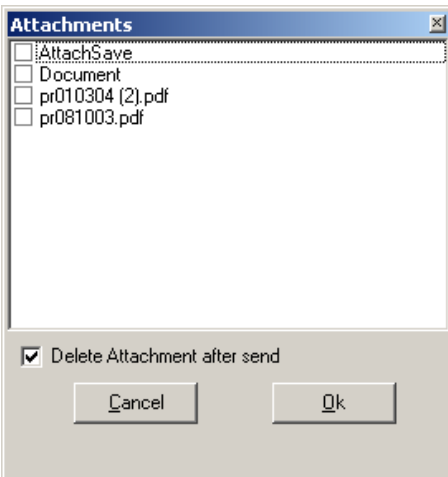 Attachments
AttachSave
Document
pr010304 (2).pdf
pr081003.pdf
Delete Attachment after send
Cancel
Ok